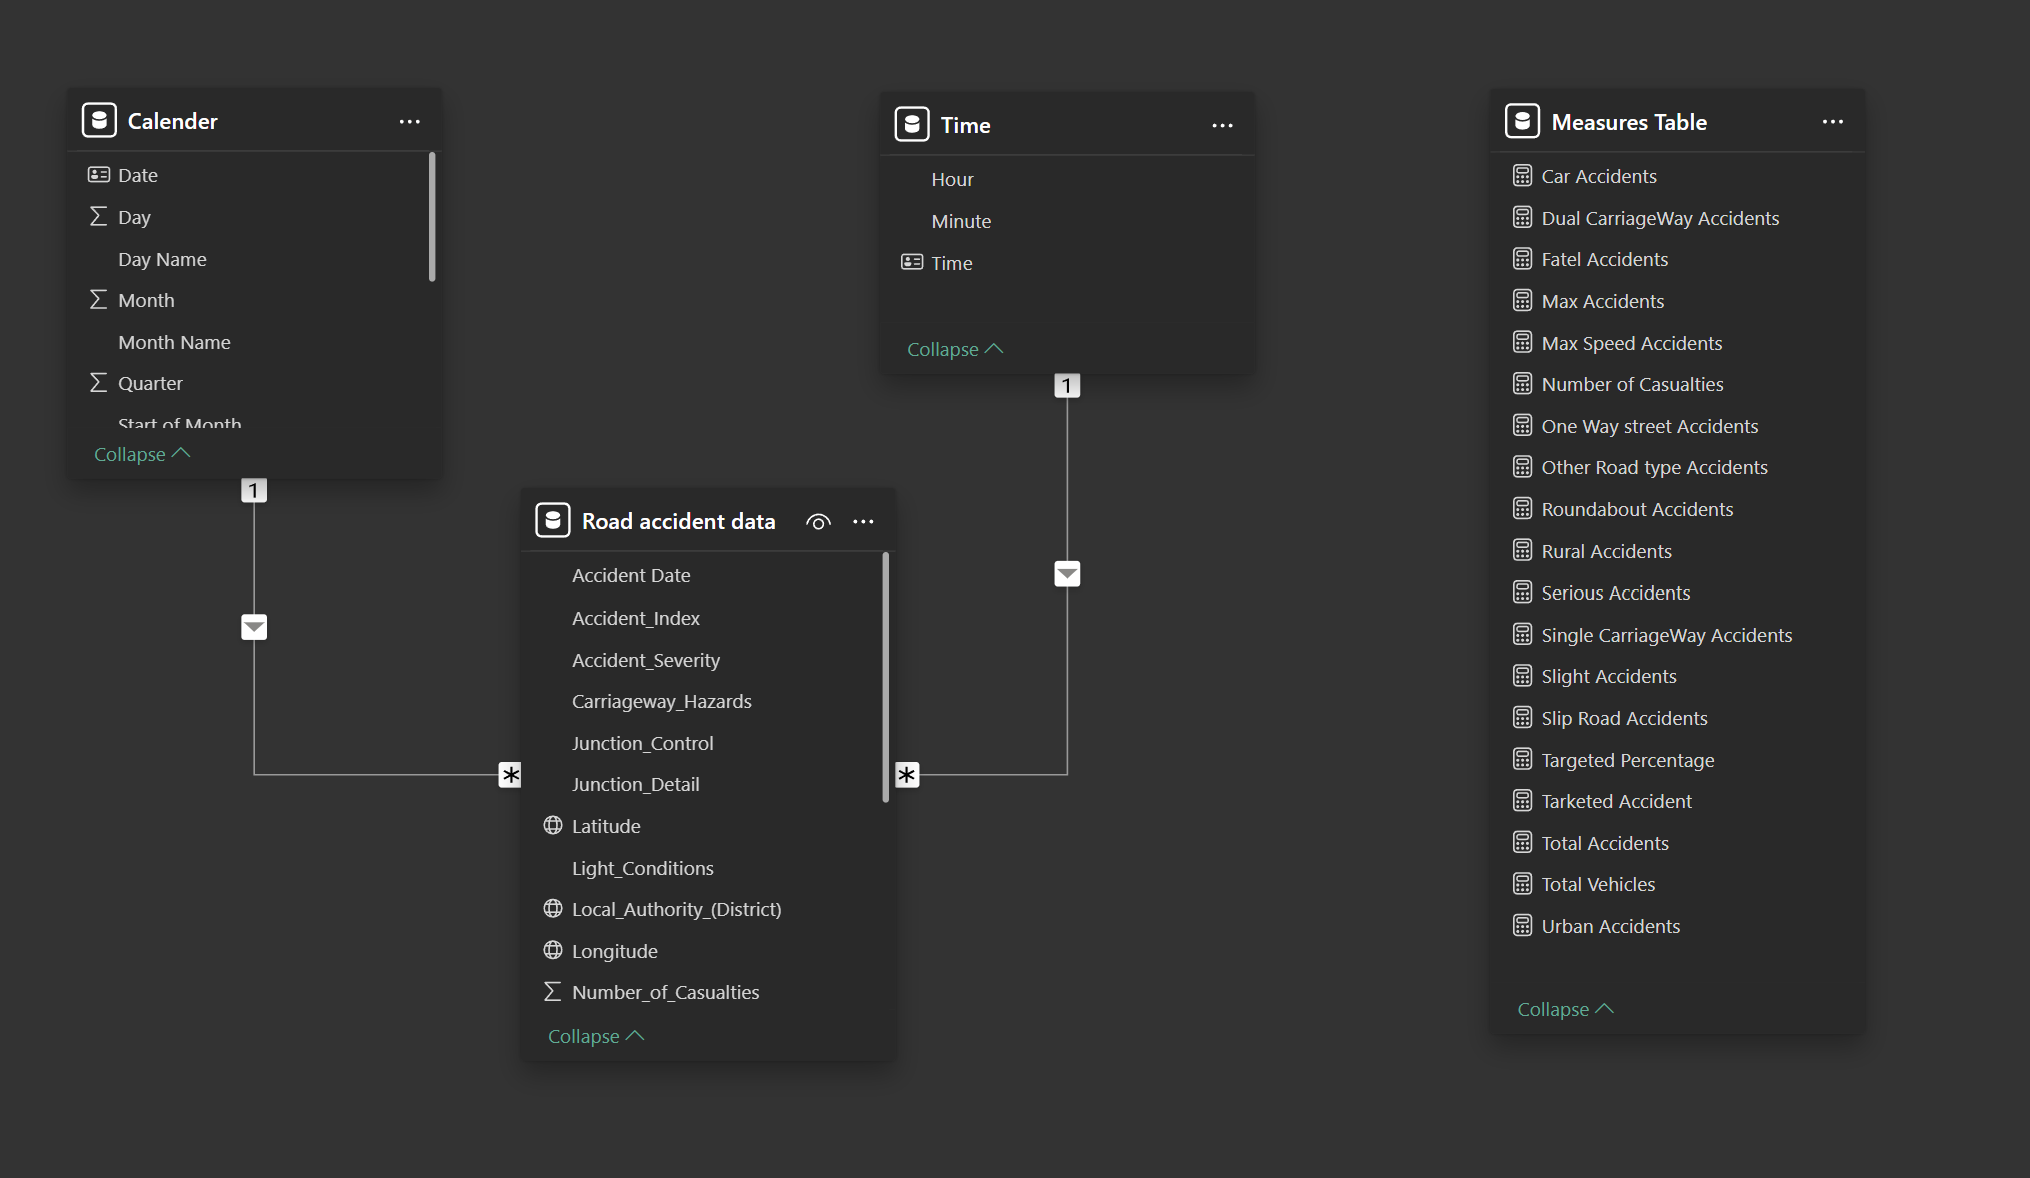 Calender
Date
Day
Day Name
Month
Month Name
Quarter
Start of Month
Collapse
1
*
Time
Hour
Minute
Time
Collapse
1
*
Road accident data
Accident Date
Accident_Index
Accident_Severity
Carriageway_Hazards
Junction_Control
Junction_Detail
Latitude
Light_Conditions
Local_Authority_(District)
Longitude
Number_of_Casualties
Collapse
Measures Table
Car Accidents
Dual CarriageWay Accidents
Fatel Accidents
Max Accidents
Max Speed Accidents
Number of Casualties
One Way street Accidents
Other Road type Accidents
Roundabout Accidents
Rural Accidents
Serious Accidents
Single CarriageWay Accidents
Slight Accidents
Slip Road Accidents
Targeted Percentage
Tarketed Accident
Total Accidents
Total Vehicles
Urban Accidents
Collapse